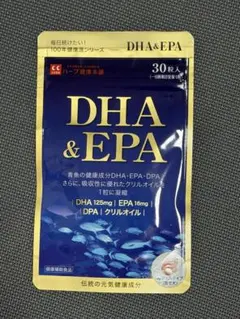 毎日続けたい!
100年健康源シリーズ
DHA&EPA
ハーブ健康本舗
30粒入
DHA
&EPA
青魚の健康成分DHA・EPA・DPA
さらに、吸収性に優れたクリルオイルを
1粒に凝縮
DHA 125mg EPA 16mg
DPA クリルオイル
健康補助食品
伝統の元気健康成分